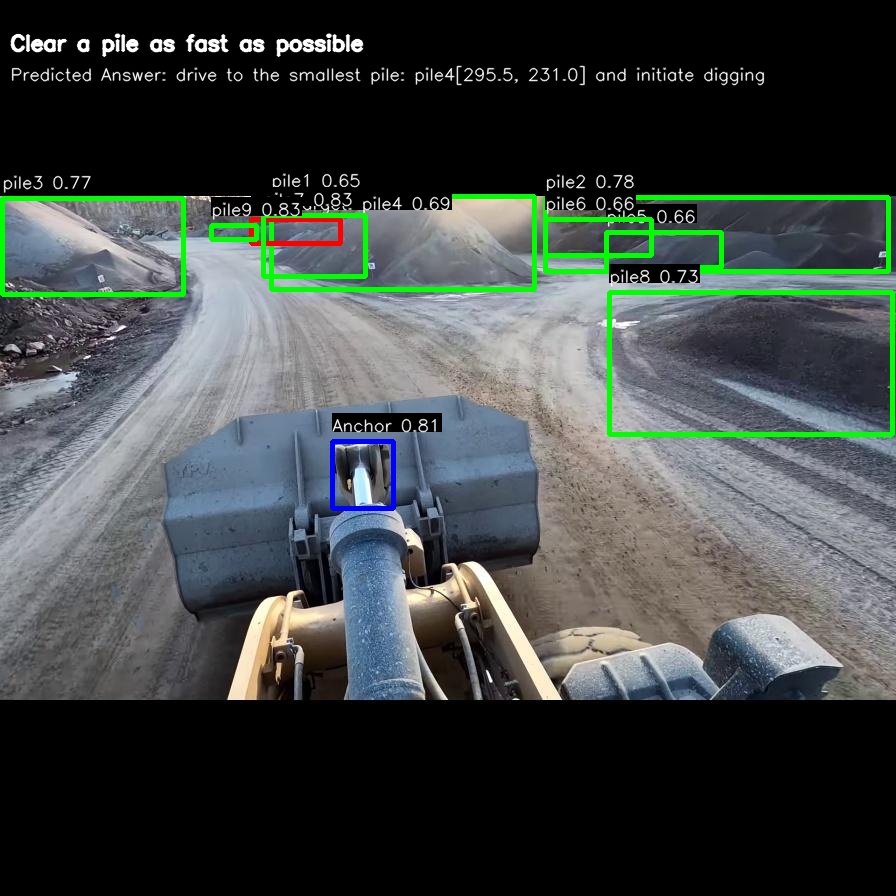 Clear a pile as fast as possible
Predicted Answer: drive to the smallest pile: pile4[295.5, 231.0] and initiate digging
pile3 0.77
pile1 0.65
pile2 0.78
0.83
pile9 0.83
pile4 0.69
pile6 0.66
pile5 0.66
pile8 0.73
Anchor 0.81